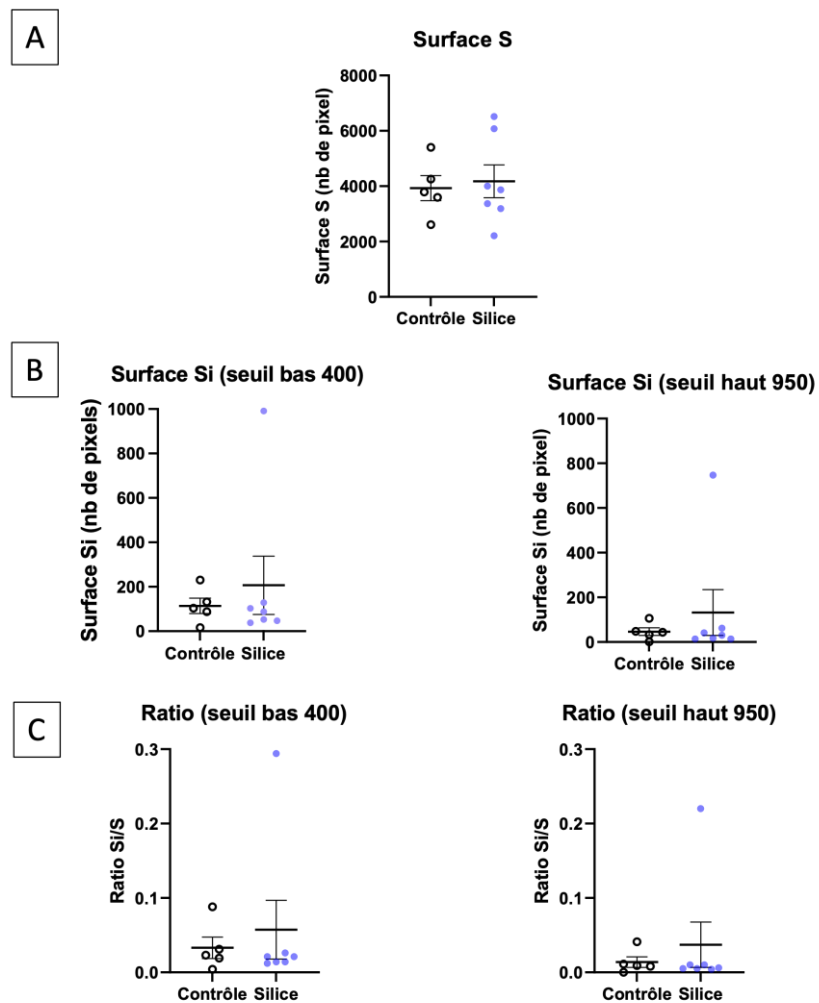 A
Surface S
Surface S (nb de pixel)
8000
6000
4000
2000
0
Contrôle Silice
B
Surface Si (seuil bas 400)
Surface Si (nb de pixels)
1000
800
600
400
200
0
Contrôle Silice
Surface Si (seuil haut 950)
Surface Si (nb de pixel)
1000
800
600
400
200
0
Contrôle Silice
C
Ratio (seuil bas 400)
Ratio Si/S
0.3
0.2
0.1
0.0
Contrôle Silice
Ratio (seuil haut 950)
Ratio Si/S
0.3
0.2
0.1
0.0
Contrôle Silice